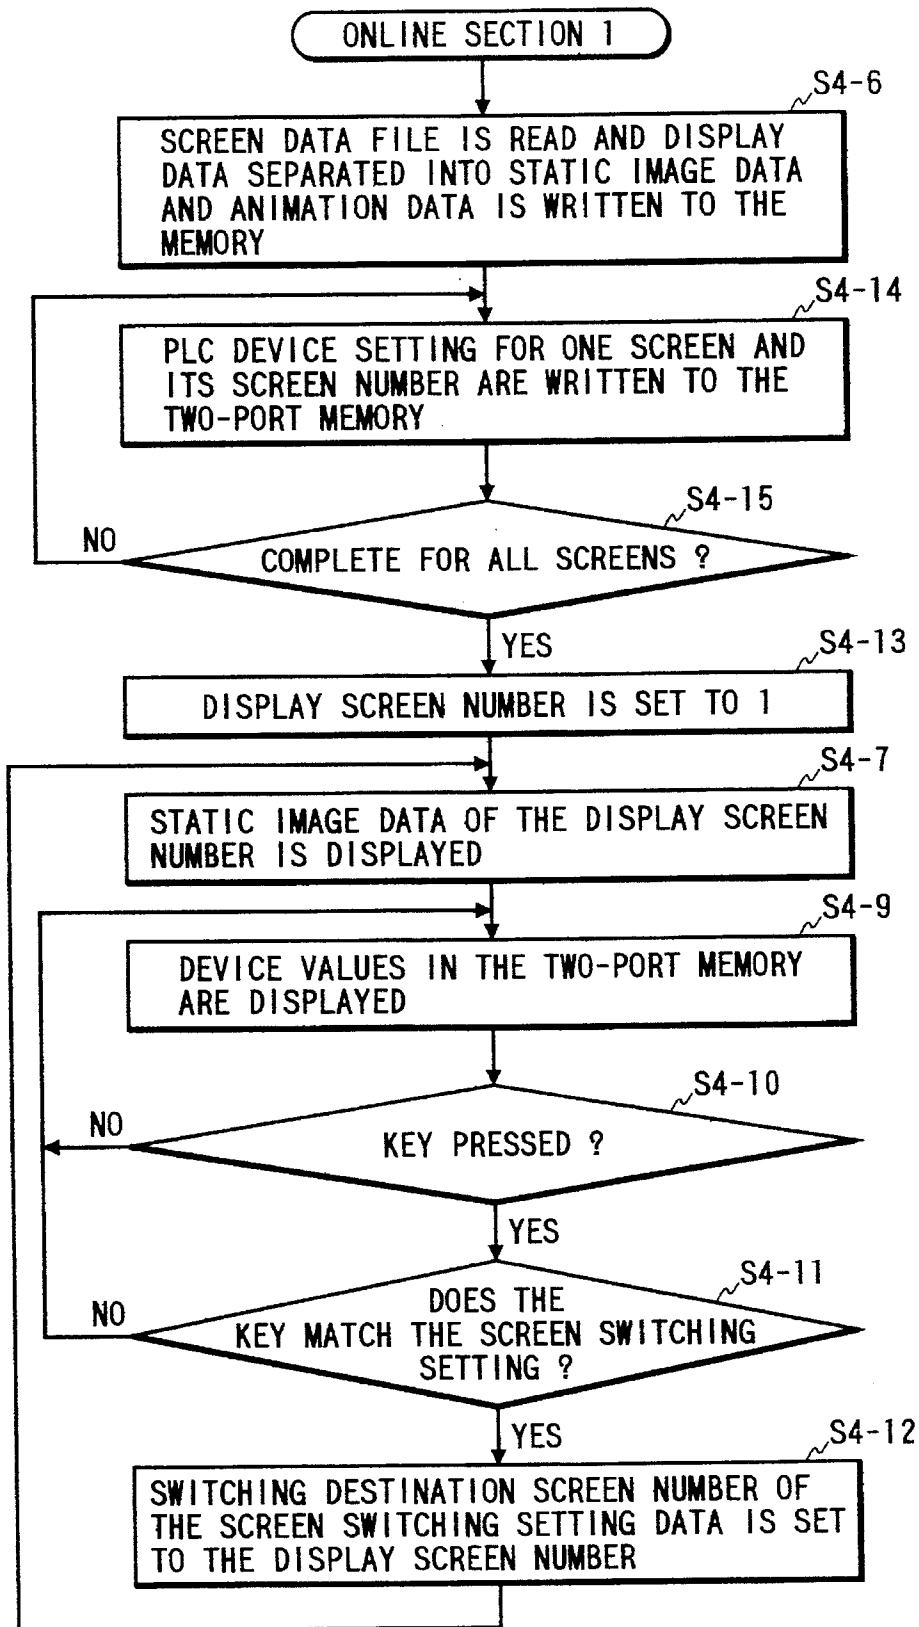 ONLINE SECTION 1
S4-6
SCREEN DATA FILE IS READ AND DISPLAY
DATA SEPARATED INTO STATIC IMAGE DATA
AND ANIMATION DATA IS WRITTEN TO THE
MEMORY
S4-14
PLC DEVICE SETTING FOR ONE SCREEN AND
ITS SCREEN NUMBER ARE WRITTEN TO THE
TWO-PORT MEMORY
S4-15
NO
COMPLETE FOR ALL SCREENS ?
YES
S4-13
DISPLAY SCREEN NUMBER IS SET TO 1
S4-7
STATIC IMAGE DATA OF THE DISPLAY SCREEN
NUMBER IS DISPLAYED
S4-9
DEVICE VALUES IN THE TWO-PORT MEMORY
ARE DISPLAYED
S4-10
NO
KEY PRESSED ?
YES
S4-11
NO
DOES THE
KEY MATCH THE SCREEN SWITCHING
SETTING ?
YES
S4-12
SWITCHING DESTINATION SCREEN NUMBER OF
THE SCREEN SWITCHING SETTING DATA IS SET
TO THE DISPLAY SCREEN NUMBER